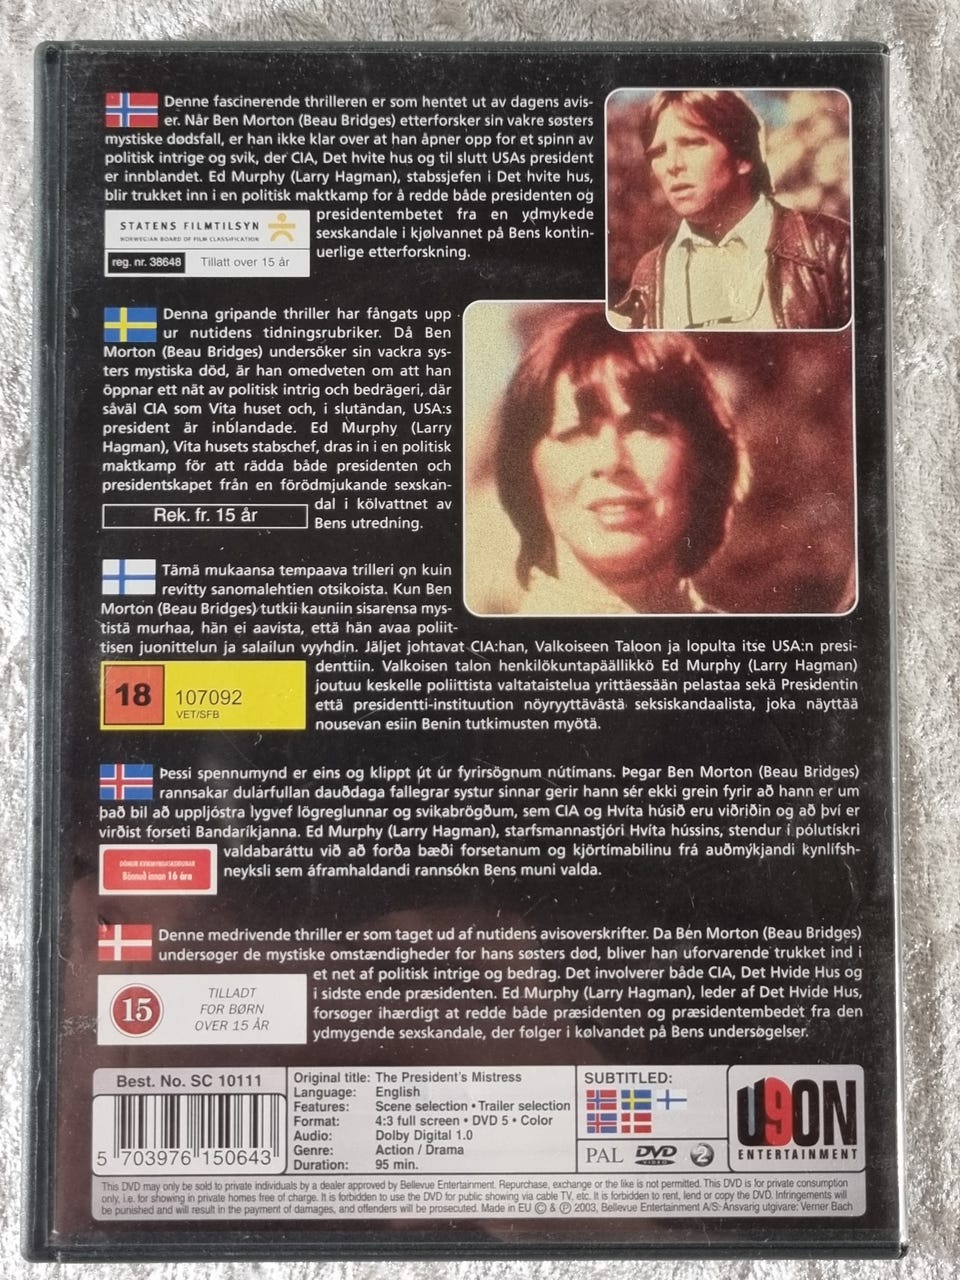 Denne fascinerende thrilleren er som hentet ut av dagens avis-
er. Når Ben Morton (Beau Bridges) etterforsker sin vakre søsters
mystiske dødsfall, er han ikke klar over at han åpner opp for et spinn av
politisk intrige og svik, der CIA, Det hvite hus og til slutt USAs president
er innblandet. Ed Murphy (Larry Hagman), stabssjefen i Det hvite hus,
blir trukket inn i en politisk maktkamp for å redde både presidenten og
presidentembetet fra en ydmykede
sexskandale i kjølvannet på Bens kontin-
uerlige etterforskning.
STATENS FILMTILSYN
NORWEGIAN BOARD OF FILM CLASSIFICATION
reg. nr. 38648 Tillatt over 15 år
Denna gripande thriller har fångats upp
ur nutidens tidningsrubriker. Då Ben
Morton (Beau Bridges) undersöker sin vackra sys-
ters mystiska död, är han omedveten om att han
öppnar ett nät av politisk intrig och bedrägeri, där
såväl CIA som Vita huset och, i slutändan, USA:s
president är inblandade. Ed Murphy (Larry
Hagman), Vita husets stabschef, dras in i en politisk
maktkamp för att rädda både presidenten och
presidentskapet från en förödmjukande sexskan-
dal i kölvattnet av
Bens utredning.
Rek. fr. 15 år
Tämä mukaansa tempaava trilleri on kuin
revitty sanomalehtien otsikoista. Kun Ben
Morton (Beau Bridges) tutkii kauniin sisarensa mys-
tistä murhaa, hän ei aavista, että hän avaa poliit-
tisen juonittelun ja salailun vyyhdin. Jäljet johtavat CIA:han, Valkoiseen Taloon ja lopulta itse USA:n presi-
denttiin. Valkoisen talon henkilökuntapäällikkö Ed Murphy (Larry Hagman)
joutuu keskelle poliittista valtataistelua yrittäessään pelastaa sekä Presidentin
että presidentti-instituution nöyryyttävästä seksiskandaalista, joka näyttää
nousevan esiin Benin tutkimusten myötä.
18 107092
VET/SFB
Þessi spennumynd er eins og klippt út úr fyrirsögnum nútímans. Þegar Ben Morton (Beau Bridges)
rannsakar dularfullan dauðdaga fallegrar systur sinnar gerir hann sér ekki grein fyrir að hann er um
það bil að uppljóstra lygvef lögreglunnar og svikabrögðum, sem CIA og Hvíta húsið eru viðriðin og að því er
virðist forseti Bandaríkjanna. Ed Murphy (Larry Hagman), starfsmannastjóri Hvíta hússins, stendur í pólutískri
valdabaráttu við að forða bæði forsetanum og kjörtímabilinu frá auðmýkjandi kynlífsh-
neyksli sem áframhaldandi rannsókn Bens muni valda.
Bönnuð innan 16 ára
Denne medrivende thriller er som taget ud af nutidens avisoverskrifter. Da Ben Morton (Beau Bridges)
undersøger de mystiske omstændigheder for hans søsters død, bliver han uforvarende trukket ind i
et net af politisk intrige og bedrag. Det involverer både CIA, Det Hvide Hus og
i sidste ende præsidenten. Ed Murphy (Larry Hagman), leder af Det Hvide Hus,
forsøger ihærdigt at redde både præsidenten og præsidentembedet fra den
ydmygende sexskandale, der følger i kølvandet på Bens undersøgelser.
15
TILLADT
FOR BØRN
OVER 15 ÅR
Best. No. SC 10111
5 703976 150643
Original title: The President's Mistress
Language: English
Features: Scene selection • Trailer selection
Format: 4:3 full screen • DVD 5 • Color
Audio: Dolby Digital 1.0
Genre: Action / Drama
Duration: 95 min.
SUBTITLED:
PAL DVD VIDEO 2
U9ON
ENTERTAINMENT
This DVD may only be sold to private individuals by a dealer approved by Bellevue Entertainment. Repurchase, exchange or the like is not permitted. This DVD is for private consumption
only, i.e. for showing in private homes free of charge. It is forbidden to use the DVD for public showing via cable TV, etc. It is forbidden to rent, lend or copy the DVD. Infringements will
be punished and will result in the payment of damages, and offenders will be prosecuted. Made in EU © & ℗ 2003, Bellevue Entertainment A/S: Ansvarig utgivare: Verner Bach